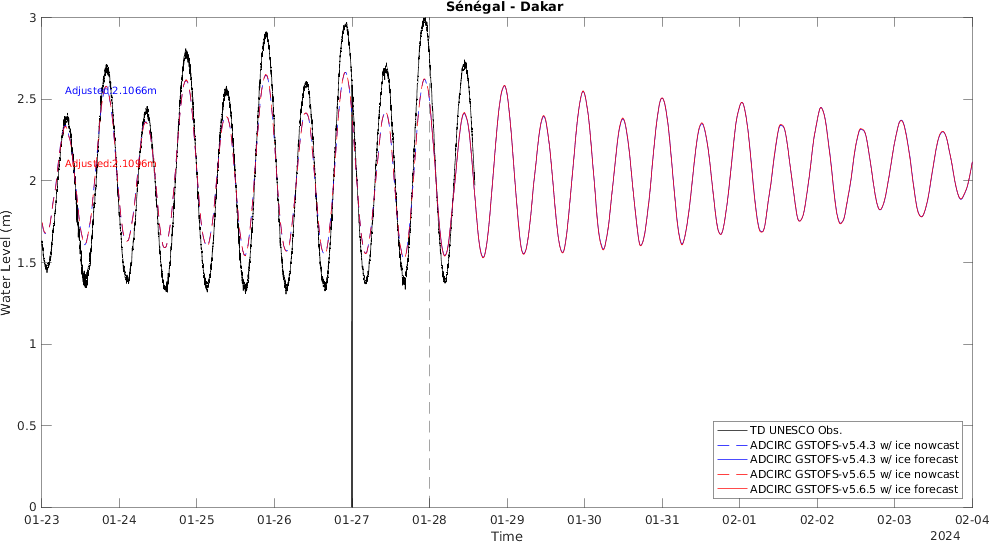 Sénégal - Dakar
3
2.5
2
1.5
1
0.5
0
Water Level (m)
Adjusted:2.1066m
Adjusted:2.1096m
TD UNESCO Obs.
ADCIRC GSTOFS-v5.4.3 w/ ice nowcast
ADCIRC GSTOFS-v5.4.3 w/ ice forecast
ADCIRC GSTOFS-v5.6.5 w/ ice nowcast
ADCIRC GSTOFS-v5.6.5 w/ ice forecast
01-23 01-24 01-25 01-26 01-27 01-28 01-29 01-30 01-31 02-01 02-02 02-03 02-04
Time
2024